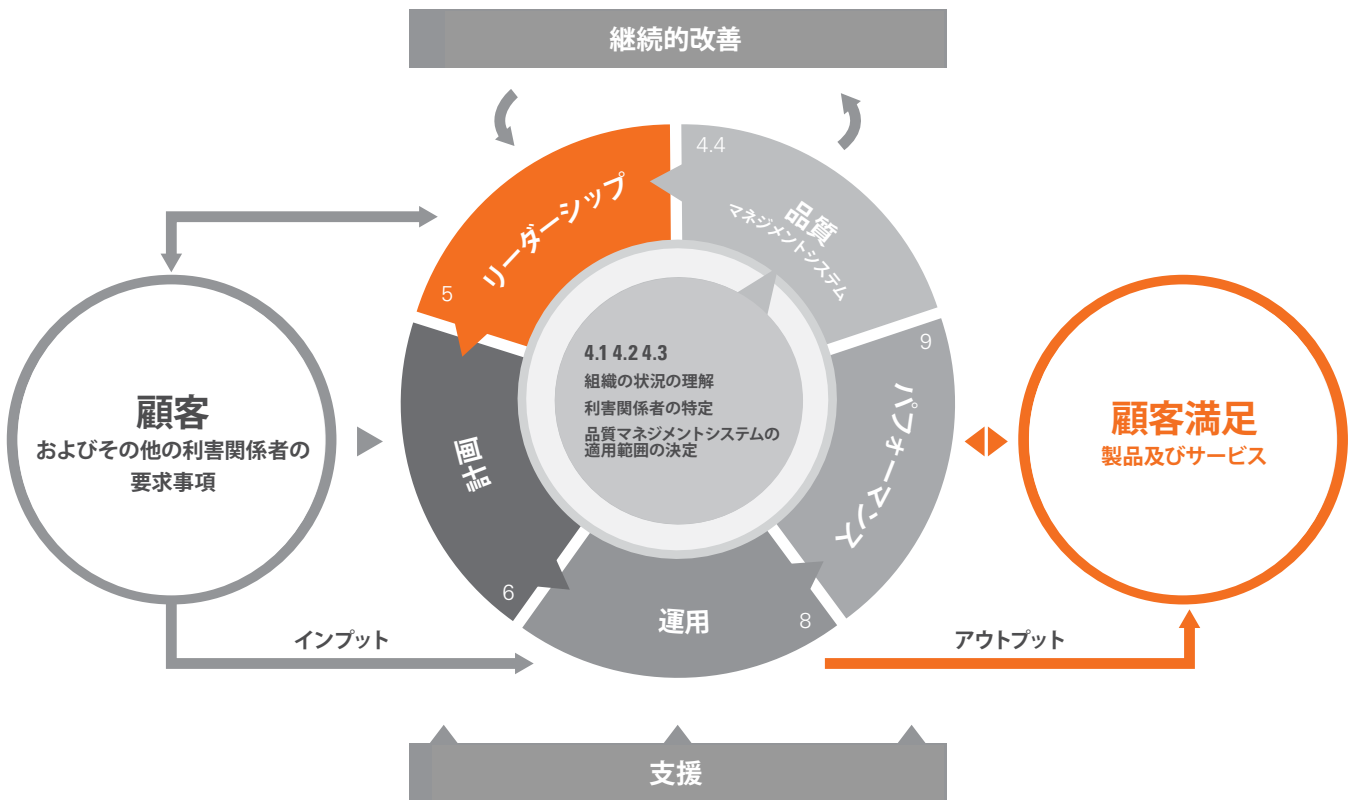 継続的改善
4.4
品質
マネジメントシステム
リーダーシップ
5
9
パフォーマンス
4.1 4.2 4.3
組織の状況の理解
利害関係者の特定
品質マネジメントシステムの
適用範囲の決定
顧客
およびその他の利害関係者の
要求事項
計画
6
顧客満足
製品及びサービス
運用
8
インプット
アウトプット
支援